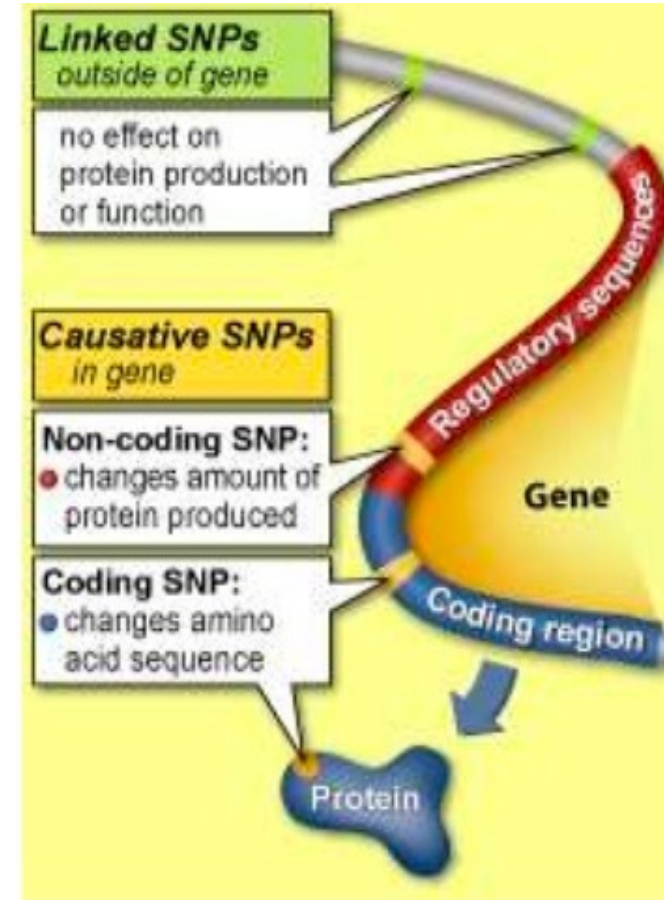 Linked SNPs
outside of gene
no effect on
protein production
or function
Regulatory sequences
Causative SNPs
in gene
Non-coding SNP:
• changes amount of
protein produced
Gene
Coding SNP:
• changes amino
acid sequence
Coding region
Protein